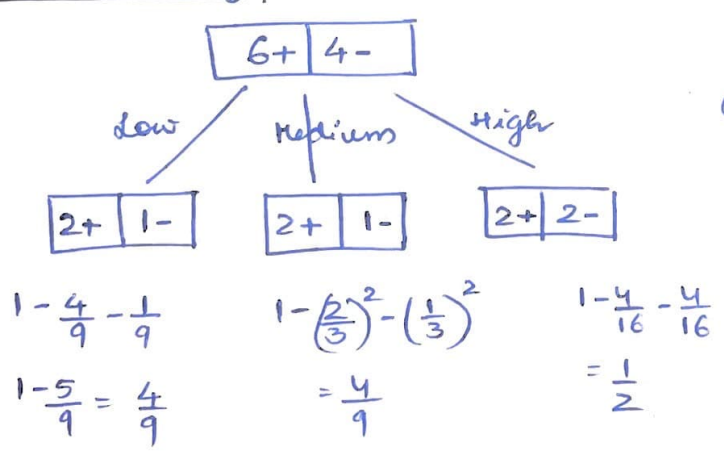 6+ 4-
Low Medium High
2+ 1- 2+ 1- 2+ 2-
1 - 4/9 - 1/9 1 - (2/3)² - (1/3)² 1 - 4/16 - 4/16
1 - 5/9 = 4/9 = 4/9 = 1/2